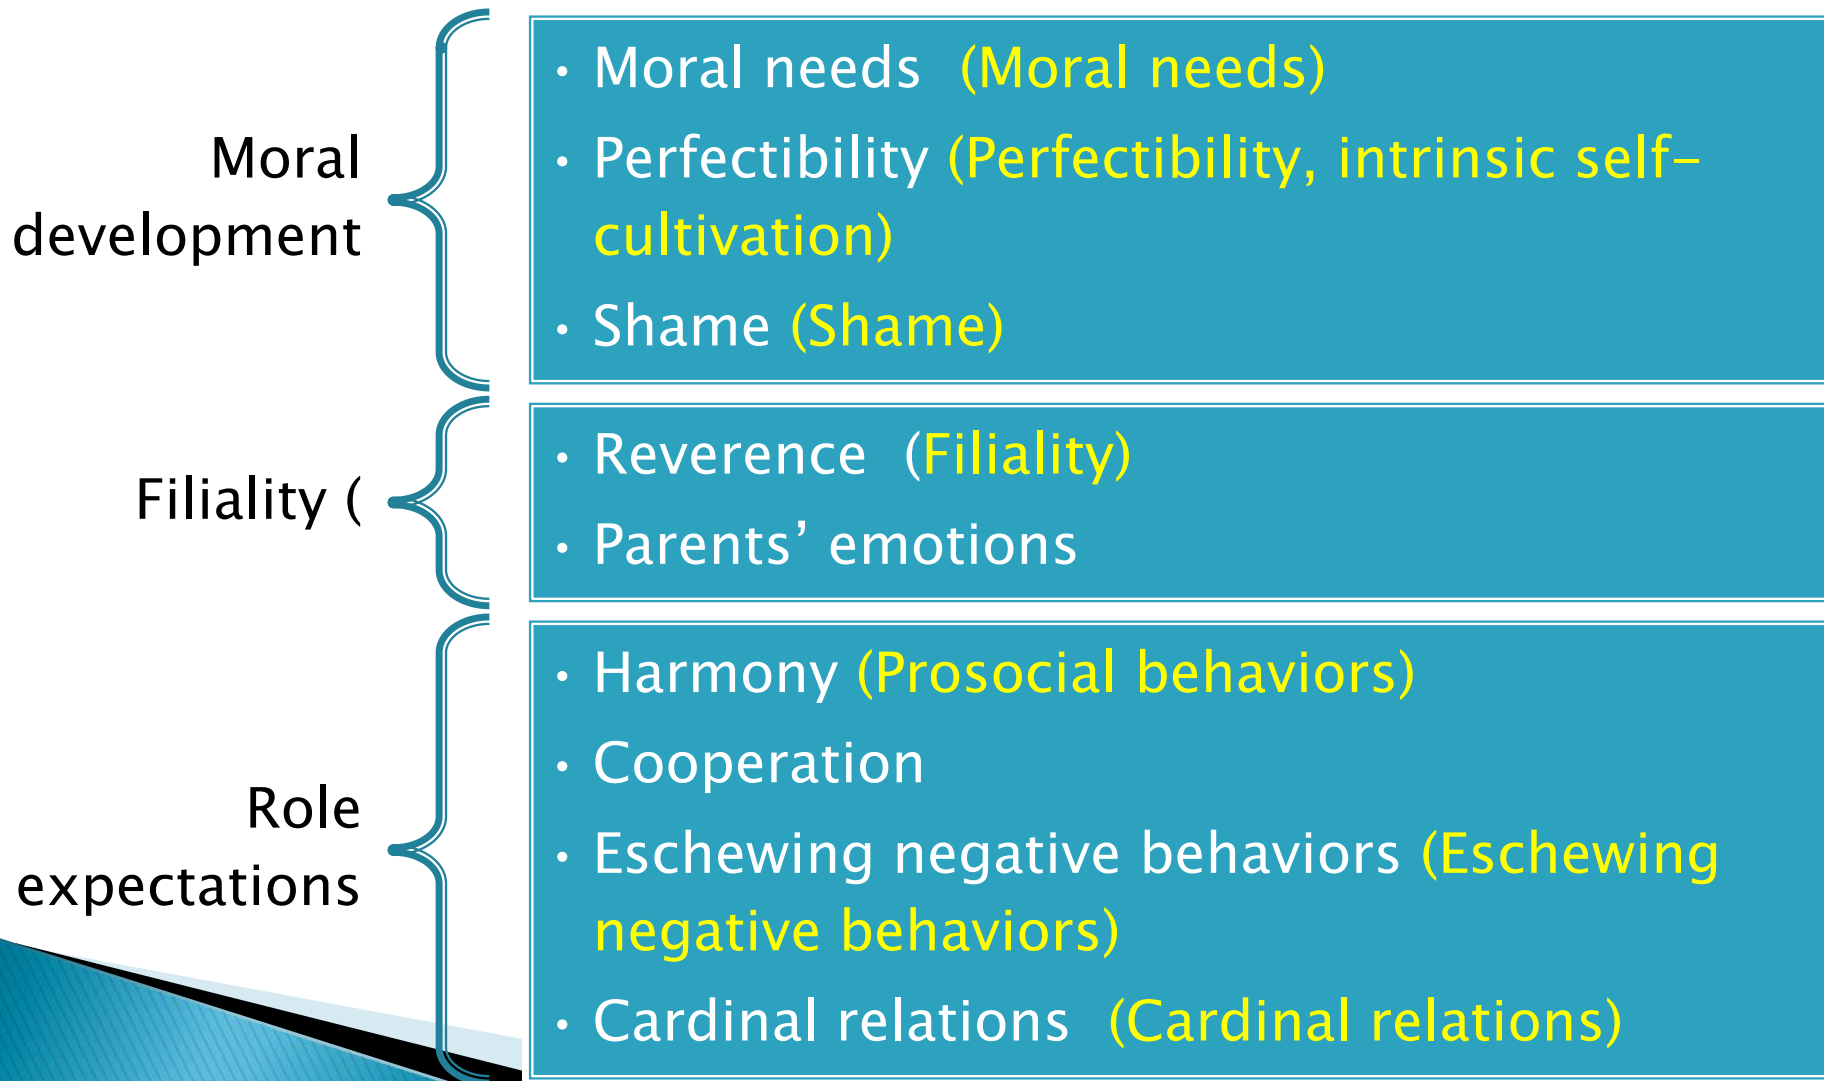 Moral
development
• Moral needs (Moral needs)
• Perfectibility (Perfectibility, intrinsic self-
cultivation)
• Shame (Shame)
Filiality (
• Reverence (Filiality)
• Parents’ emotions
Role
expectations
• Harmony (Prosocial behaviors)
• Cooperation
• Eschewing negative behaviors (Eschewing
negative behaviors)
• Cardinal relations (Cardinal relations)